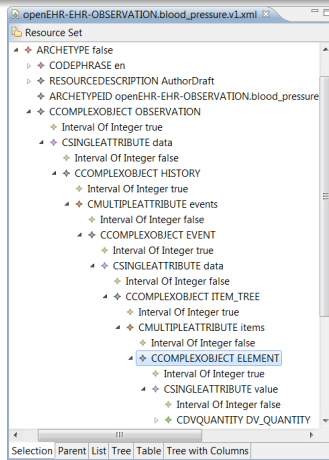 openEHR-EHR-OBSERVATION.blood_pressure.v1.xml
Resource Set
ARCHETYPE false
CODEPHRASE en
RESOURCEDESCRIPTION AuthorDraft
ARCHETYPEID openEHR-EHR-OBSERVATION.blood_pressure
CCOMPLEXOBJECT OBSERVATION
Interval Of Integer true
CSINGLEATTRIBUTE data
Interval Of Integer false
CCOMPLEXOBJECT HISTORY
Interval Of Integer true
CMULTIPLEATTRIBUTE events
Interval Of Integer false
CCOMPLEXOBJECT EVENT
Interval Of Integer true
CSINGLEATTRIBUTE data
Interval Of Integer false
CCOMPLEXOBJECT ITEM_TREE
Interval Of Integer true
CMULTIPLEATTRIBUTE items
Interval Of Integer false
CCOMPLEXOBJECT ELEMENT
Interval Of Integer true
CSINGLEATTRIBUTE value
Interval Of Integer false
CDVQUANTITY DV_QUANTITY
Selection Parent List Tree Table Tree with Columns